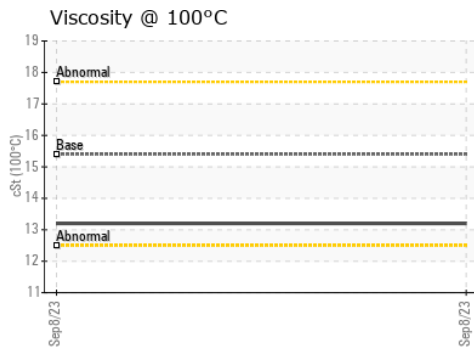 Viscosity @ 100°C
cSt (100°C)
19
18
17
16
15
14
13
12
11
Abnormal
Base
Abnormal
Sep8/23
Sep8/23